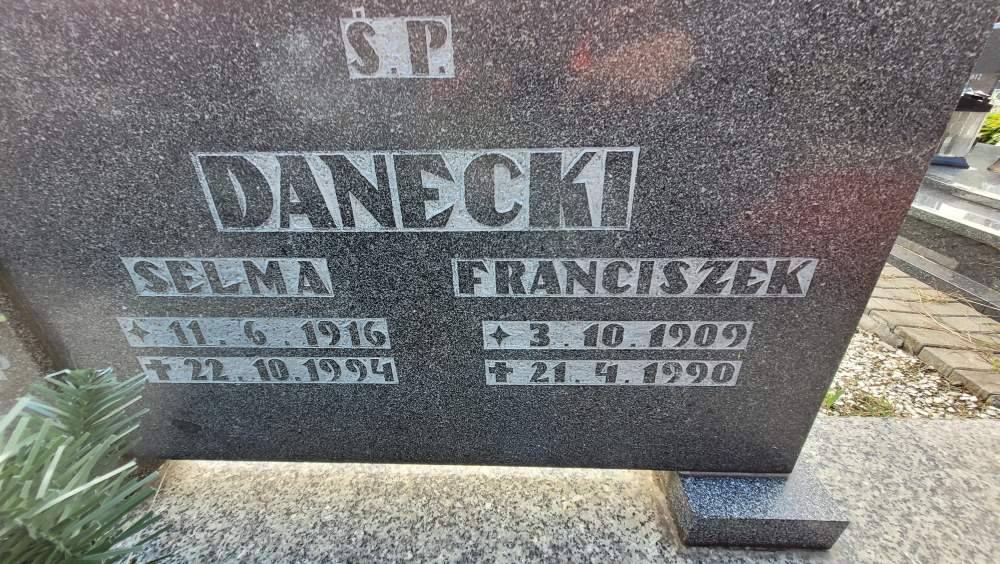 Ś.P.
DANECKI
SELMA
✦ 11.6.1916
✝ 22.10.1994
FRANCISZEK
✦ 3.10.1909
✝ 21.4.1990